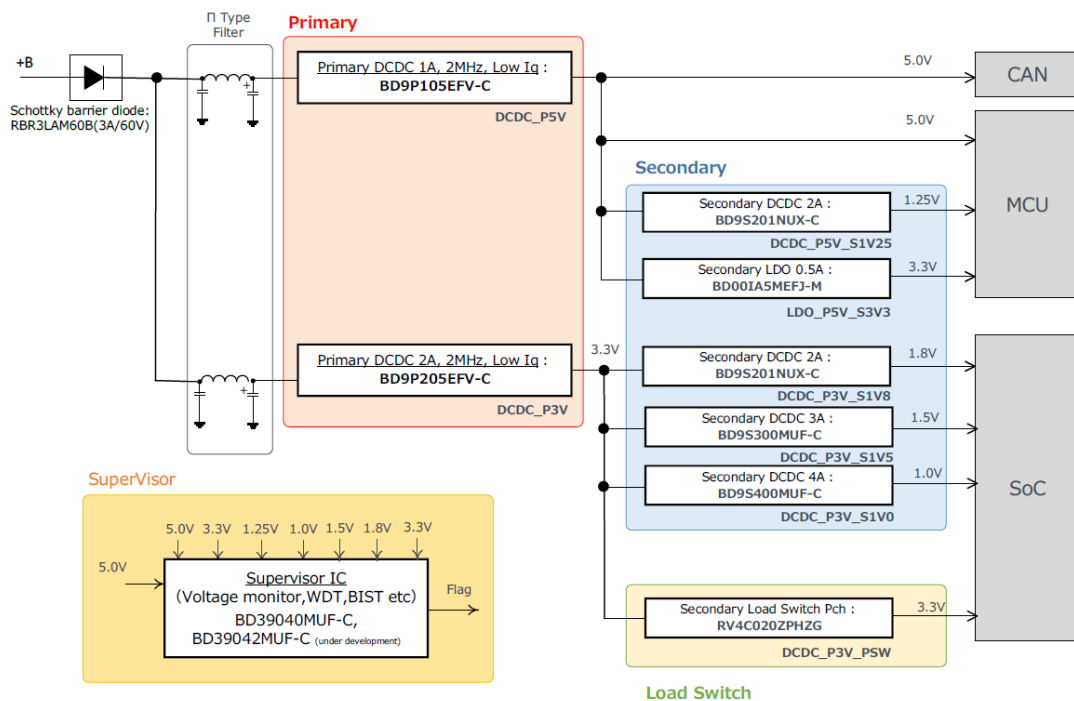 Π Type
Filter
Primary
+B
Schottky barrier diode:
RBR3LAM60B(3A/60V)
Primary DCDC 1A, 2MHz, Low Iq :
BD9P105EFV-C
DCDC_P5V
5.0V
CAN
5.0V
MCU
Secondary
Secondary DCDC 2A :
BD9S201NUX-C
1.25V
DCDC_P5V_S1V25
Secondary LDO 0.5A :
BD00IA5MEFJ-M
3.3V
LDO_P5V_S3V3
Primary DCDC 2A, 2MHz, Low Iq :
BD9P205EFV-C
DCDC_P3V
3.3V
Secondary DCDC 2A :
BD9S201NUX-C
1.8V
DCDC_P3V_S1V8
Secondary DCDC 3A :
BD9S300MUF-C
1.5V
DCDC_P3V_S1V5
Secondary DCDC 4A :
BD9S400MUF-C
1.0V
DCDC_P3V_S1V0
SoC
SuperVisor
5.0V 3.3V 1.25V 1.0V 1.5V 1.8V 3.3V
5.0V
Supervisor IC
(Voltage monitor,WDT,BIST etc)
BD39040MUF-C,
BD39042MUF-C (under development)
Flag
Secondary Load Switch Pch :
RV4C020ZPHZG
3.3V
DCDC_P3V_PSW
Load Switch